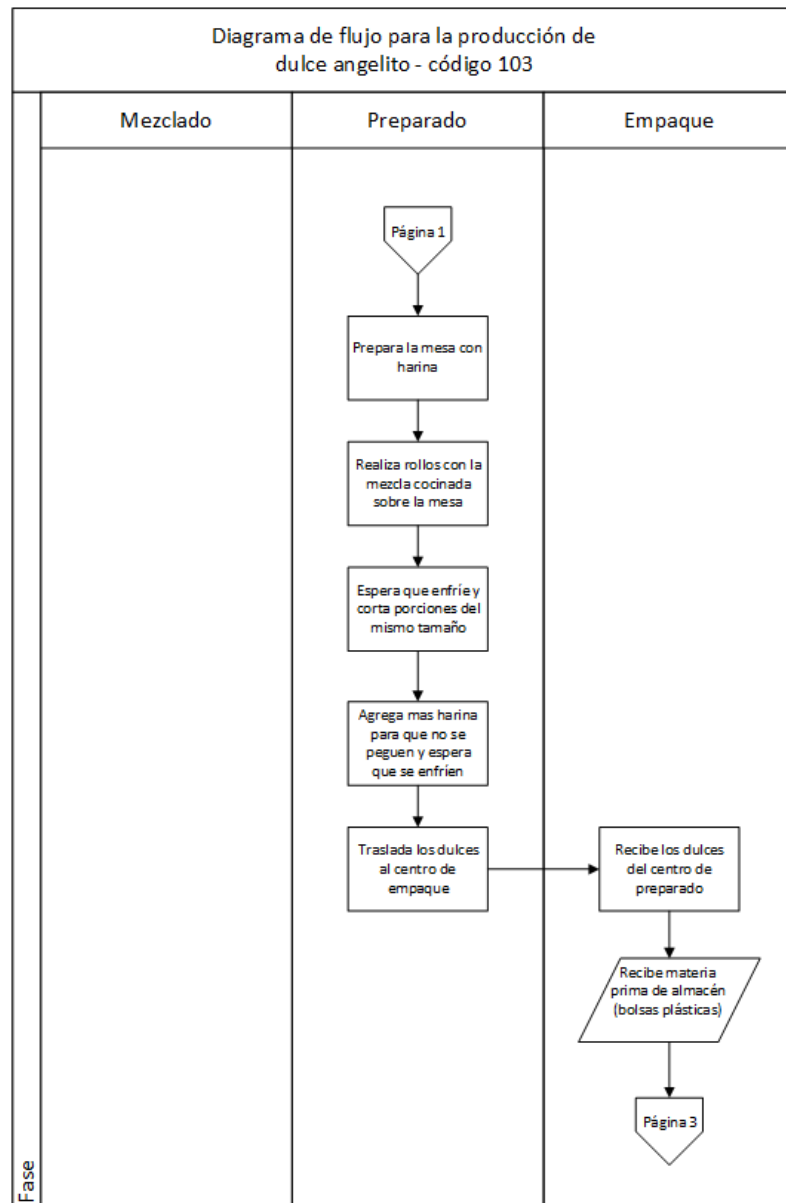 Diagrama de flujo para la producción de
dulce angelito - código 103
Mezclado
Preparado
Empaque
Página 1
Prepara la mesa con
harina
Realiza rollos con la
mezcla cocinada
sobre la mesa
Espera que enfríe y
corta porciones del
mismo tamaño
Agrega mas harina
para que no se
peguen y espera
que se enfríen
Traslada los dulces
al centro de
empaque
Recibe los dulces
del centro de
preparado
Recibe materia
prima de almacén
(bolsas plásticas)
Página 3
Fase